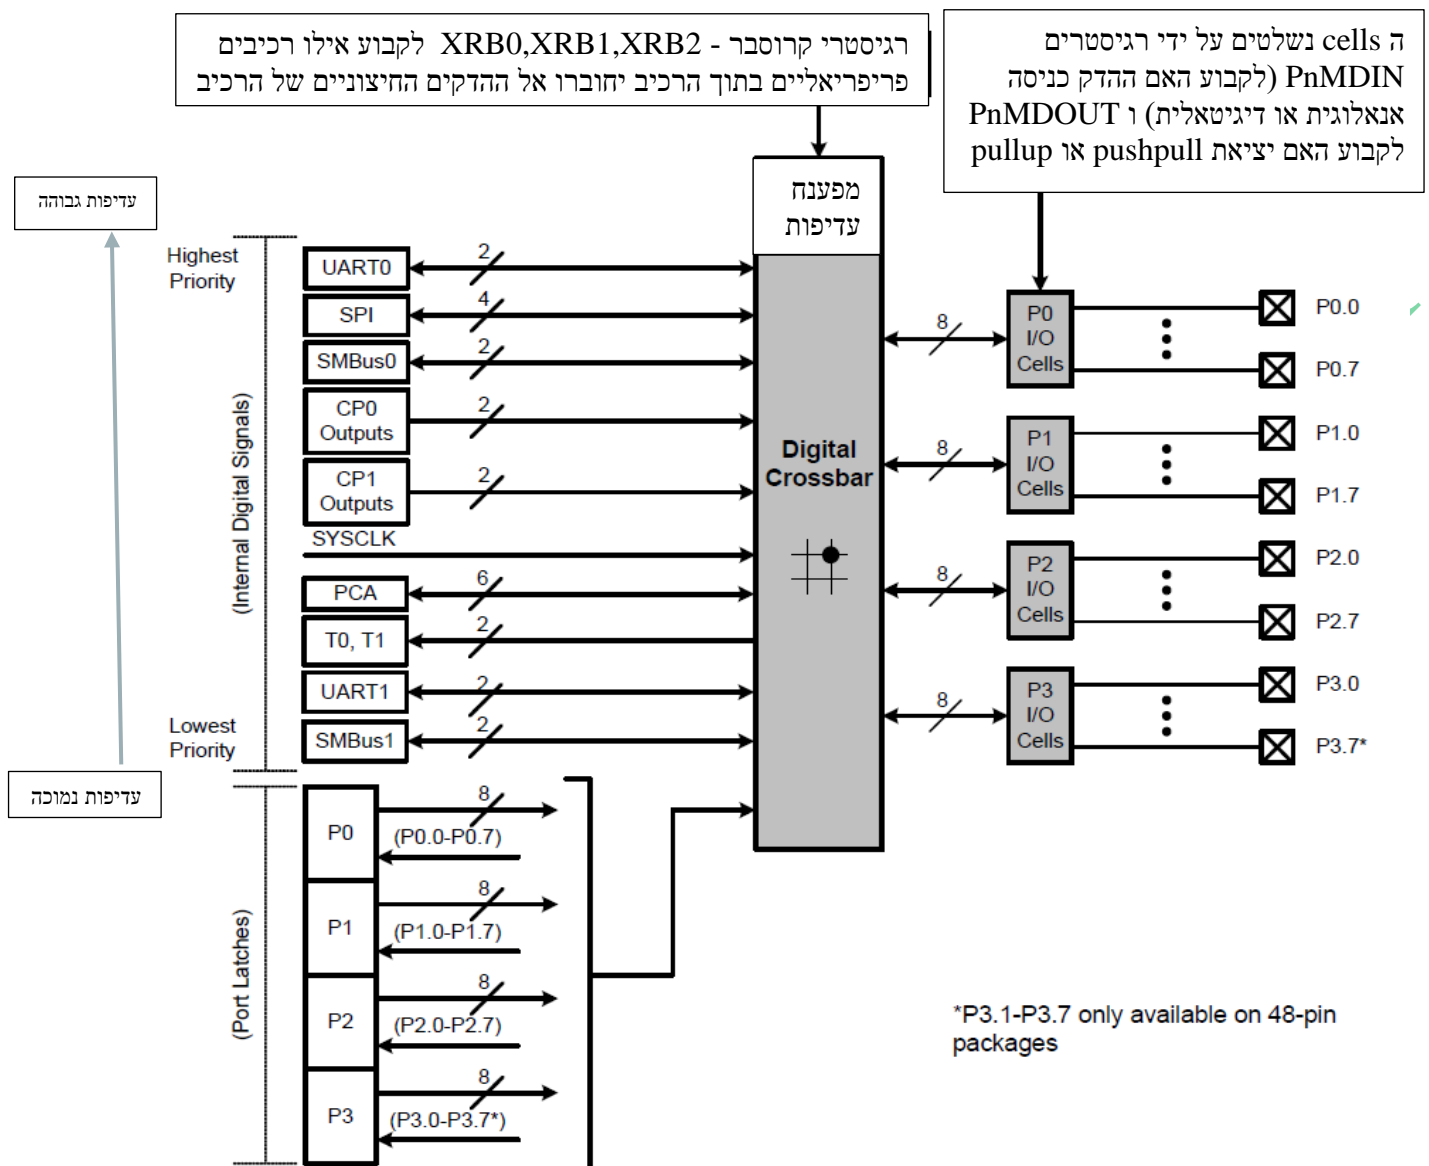 רגיסטרי קרוסבר - XRB0,XRB1,XRB2 לקבוע אילו רכיבים
פריפריאליים בתוך הרכיב יחוברו אל ההדקים החיצוניים של הרכיב
ה cells נשלטים על ידי רגיסטרים
PnMDIN (לקבוע האם ההדק כניסה
אנאלוגית או דיגיטאלית) ו PnMDOUT
לקבוע האם יציאת pushpull או pullup
מפענח
עדיפות
עדיפות גבוהה
עדיפות נמוכה
Highest
Priority
(Internal Digital Signals)
Lowest
Priority
UART0
2
SPI
4
SMBus0
2
CP0
Outputs
2
CP1
Outputs
2
SYSCLK
PCA
6
T0, T1
2
UART1
2
SMBus1
2
Digital
Crossbar
8
P0
I/O
Cells
P0.0
P0.7
8
P1
I/O
Cells
P1.0
P1.7
8
P2
I/O
Cells
P2.0
P2.7
8
P3
I/O
Cells
P3.0
P3.7*
(Port Latches)
P0
8
(P0.0-P0.7)
P1
8
(P1.0-P1.7)
P2
8
(P2.0-P2.7)
P3
8
(P3.0-P3.7*)
*P3.1-P3.7 only available on 48-pin
packages